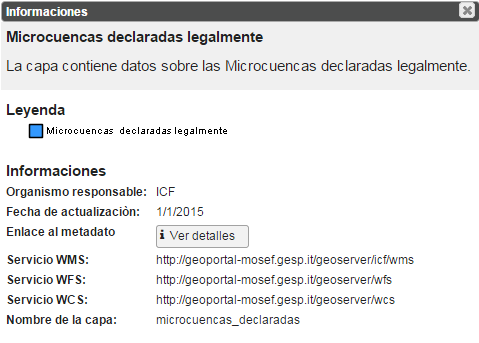 Informaciones
Microcuencas declaradas legalmente
La capa contiene datos sobre las Microcuencas declaradas legalmente.
Leyenda
Microcuencas declaradas legalmente
Informaciones
Organismo responsable: ICF
Fecha de actualizaciòn: 1/1/2015
Enlace al metadato Ver detalles
Servicio WMS: http://geoportal-mosef.gesp.it/geoserver/icf/wms
Servicio WFS: http://geoportal-mosef.gesp.it/geoserver/wfs
Servicio WCS: http://geoportal-mosef.gesp.it/geoserver/wcs
Nombre de la capa: microcuencas_declaradas